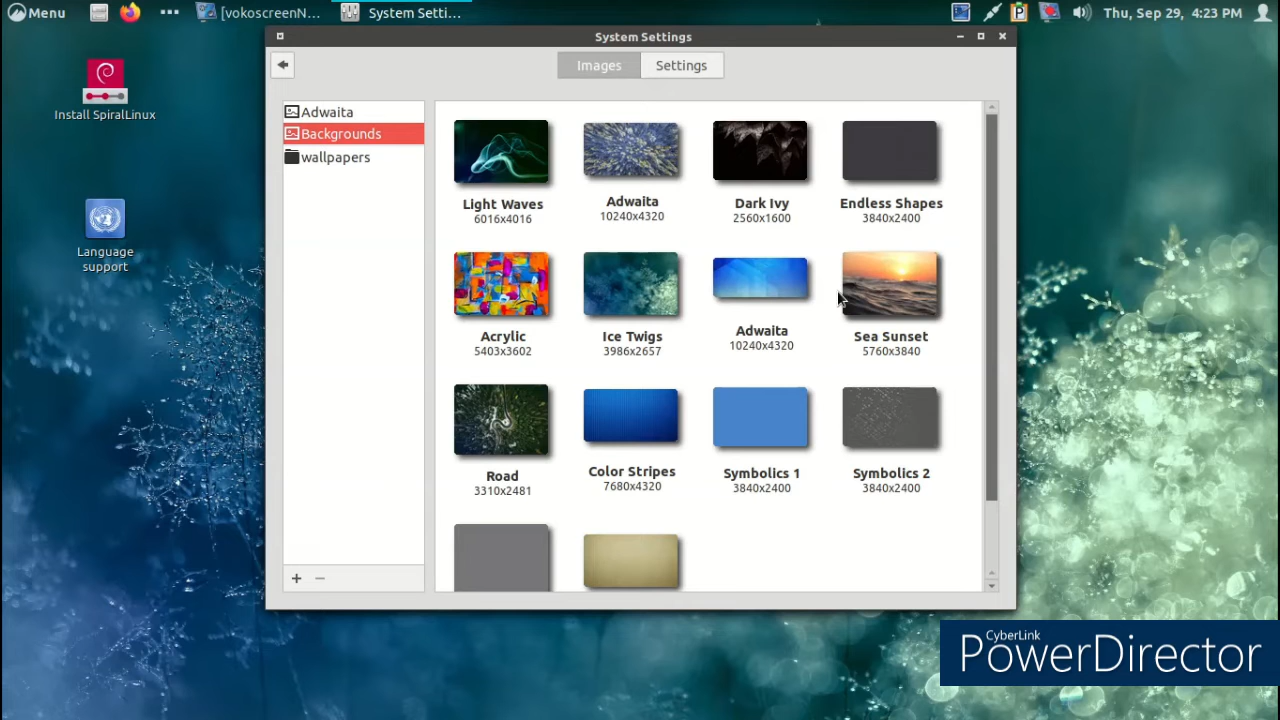 Menu
[vokoscreenN...
System Setti...
Thu, Sep 29, 4:23 PM
System Settings
Images
Settings
Install SpiralLinux
Language
support
Adwaita
Backgrounds
wallpapers
Light Waves
6016x4016
Adwaita
10240x4320
Dark Ivy
2560x1600
Endless Shapes
3840x2400
Acrylic
5403x3602
Ice Twigs
3986x2657
Adwaita
10240x4320
Sea Sunset
5760x3840
Road
3310x2481
Color Stripes
7680x4320
Symbolics 1
3840x2400
Symbolics 2
3840x2400
CyberLink
PowerDirector